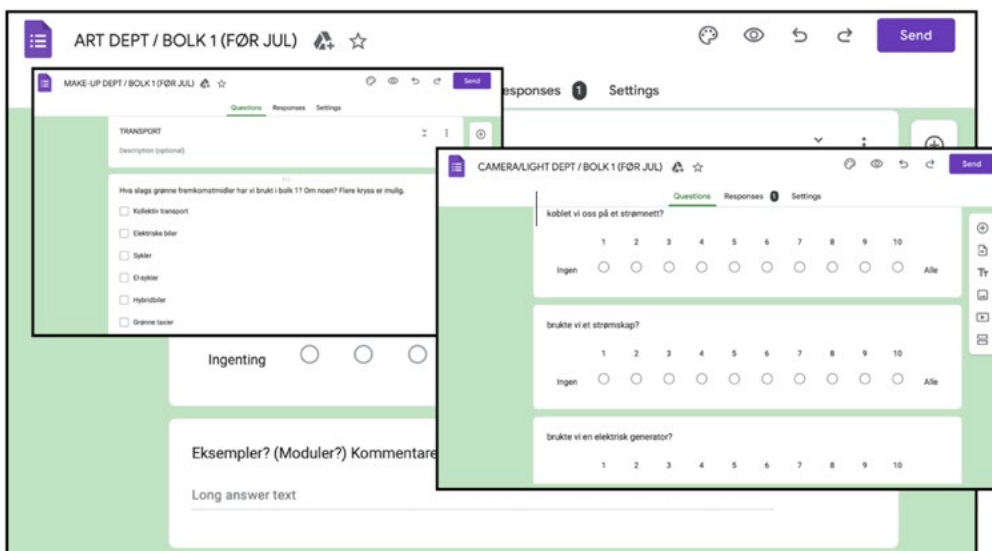 ART DEPT / BOLK 1 (FØR JUL)
Send
esponses 1 Settings
MAKE-UP DEPT / BOLK 1 (FØR JUL)
Send
Questions Responses Settings
TRANSPORT
Description (optional)
Hva slags grønne fremkomstmidler har vi brukt i bolk 1? Om noen? Flere kryss er mulig.
Kollektiv transport
Elektriske biler
Sykler
El-sykler
Hybridbiler
Grønne taxier
CAMERA/LIGHT DEPT / BOLK 1 (FØR JUL)
Send
Questions Responses Settings
koblet vi oss på et strømnett?
1 2 3 4 5 6 7 8 9 10
Ingen Alle
brukte vi et strømskap?
1 2 3 4 5 6 7 8 9 10
Ingen Alle
brukte vi en elektrisk generator?
1 2 3 4 5 6 7 8 9 10
Tt
Ingenting
Eksempler? (Moduler?) Kommentare
Long answer text